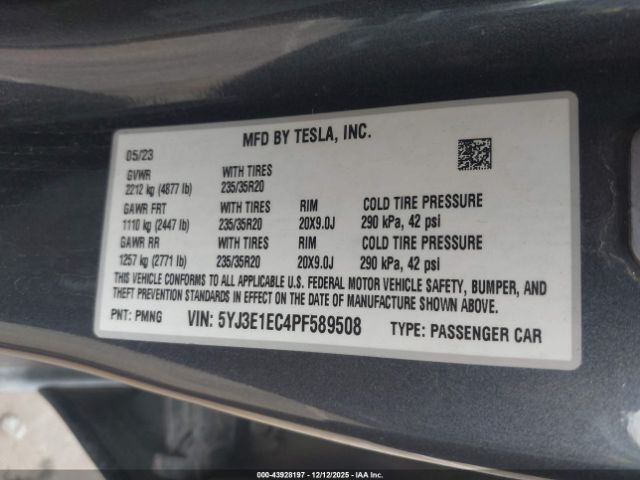 MFD BY TESLA, INC.
05/23
GVWR WITH TIRES
2212 kg (4877 lb) 235/35R20
GAWR FRT WITH TIRES RIM COLD TIRE PRESSURE
1110 kg (2447 lb) 235/35R20 20X9.0J 290 kPa, 42 psi
GAWR RR WITH TIRES RIM COLD TIRE PRESSURE
1257 kg (2771 lb) 235/35R20 20X9.0J 290 kPa, 42 psi
THIS VEHICLE CONFORMS TO ALL APPLICABLE U.S. FEDERAL MOTOR VEHICLE SAFETY, BUMPER, AND
THEFT PREVENTION STANDARDS IN EFFECT ON THE DATE OF MANUFACTURE SHOWN ABOVE.
PNT: PMNG VIN: 5YJ3E1EC4PF589508 TYPE: PASSENGER CAR
000-43928197 - 12/12/2025 - IAA Inc.